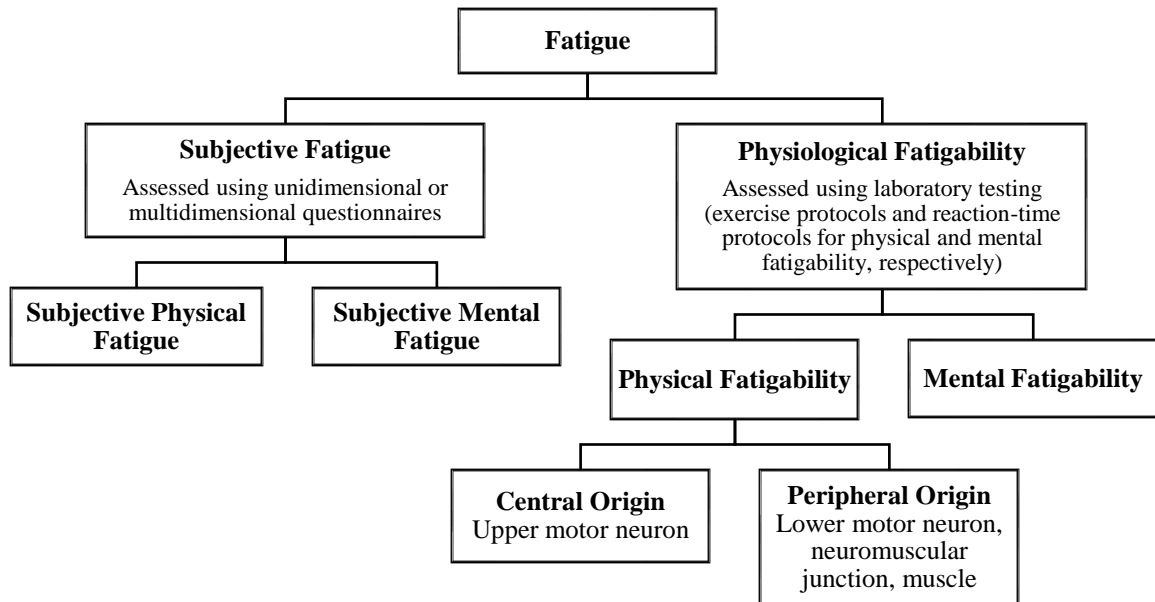 Fatigue
Subjective Fatigue
Assessed using unidimensional or
multidimensional questionnaires
Physiological Fatigability
Assessed using laboratory testing
(exercise protocols and reaction-time
protocols for physical and mental
fatigability, respectively)
Subjective Physical
Fatigue
Subjective Mental
Fatigue
Physical Fatigability
Mental Fatigability
Central Origin
Upper motor neuron
Peripheral Origin
Lower motor neuron,
neuromuscular
junction, muscle